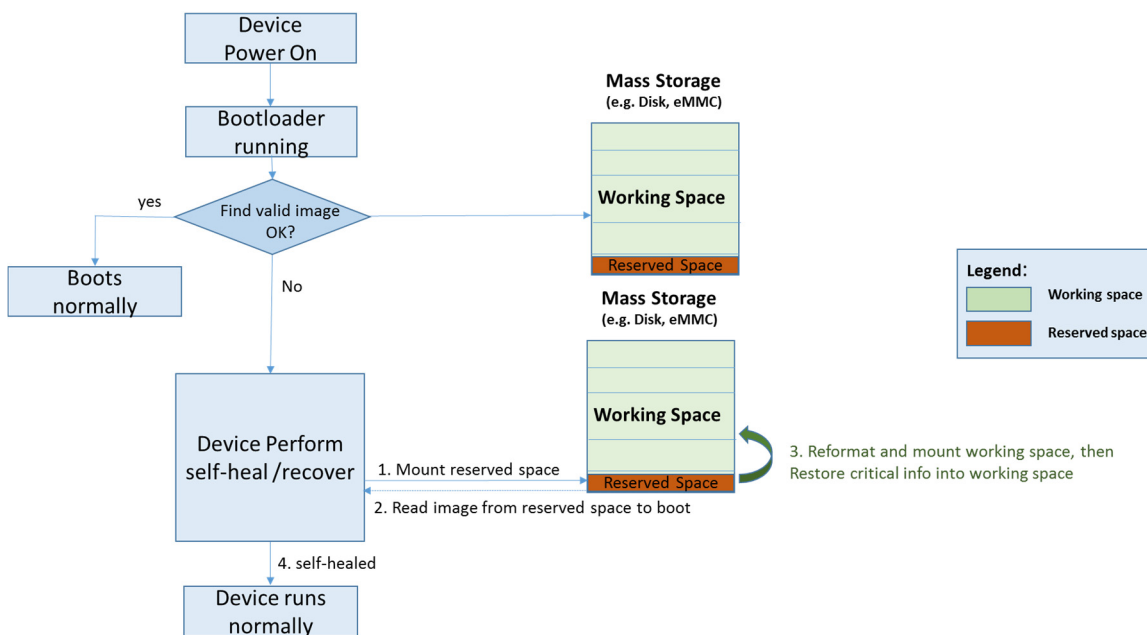 Device
Power On
Bootloader
running
yes
Find valid image
OK?
Boots
normally
No
Mass Storage
(e.g. Disk, eMMC)
Working Space
Reserved Space
Mass Storage
(e.g. Disk, eMMC)
Working Space
Reserved Space
Legend:
Working space
Reserved space
Device Perform
self-heal /recover
1. Mount reserved space
2. Read image from reserved space to boot
3. Reformat and mount working space, then
Restore critical info into working space
4. self-healed
Device runs
normally